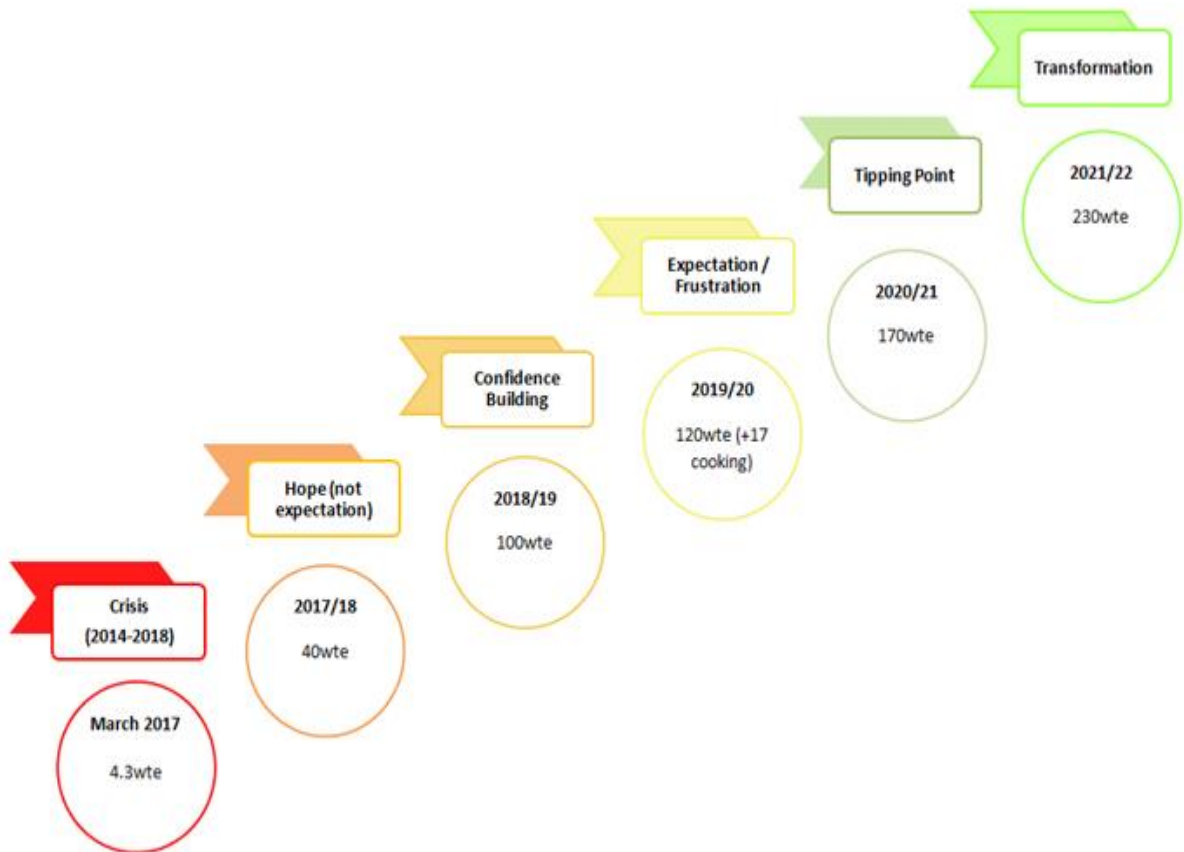 Crisis
(2014-2018)
March 2017
4.3wte
Hope (not
expectation)
2017/18
40wte
Confidence
Building
2018/19
100wte
Expectation /
Frustration
2019/20
120wte (+17
cooking)
Tipping Point
2020/21
170wte
Transformation
2021/22
230wte